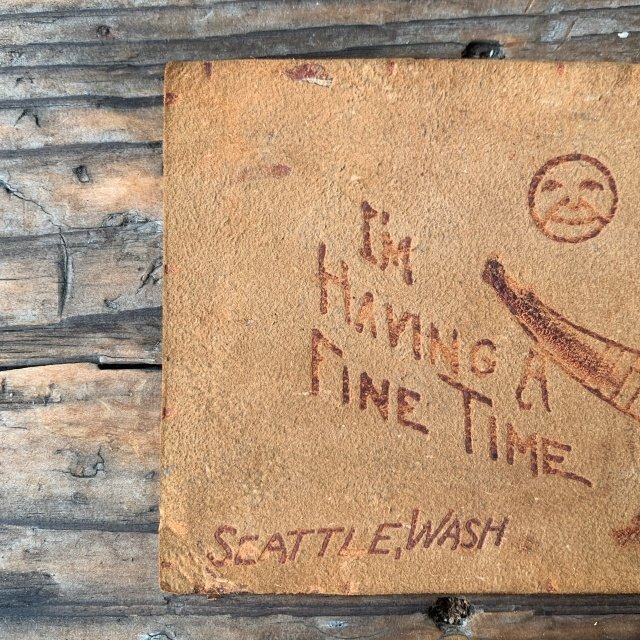 I'm
Having A
Fine Time
Seattle, Wash